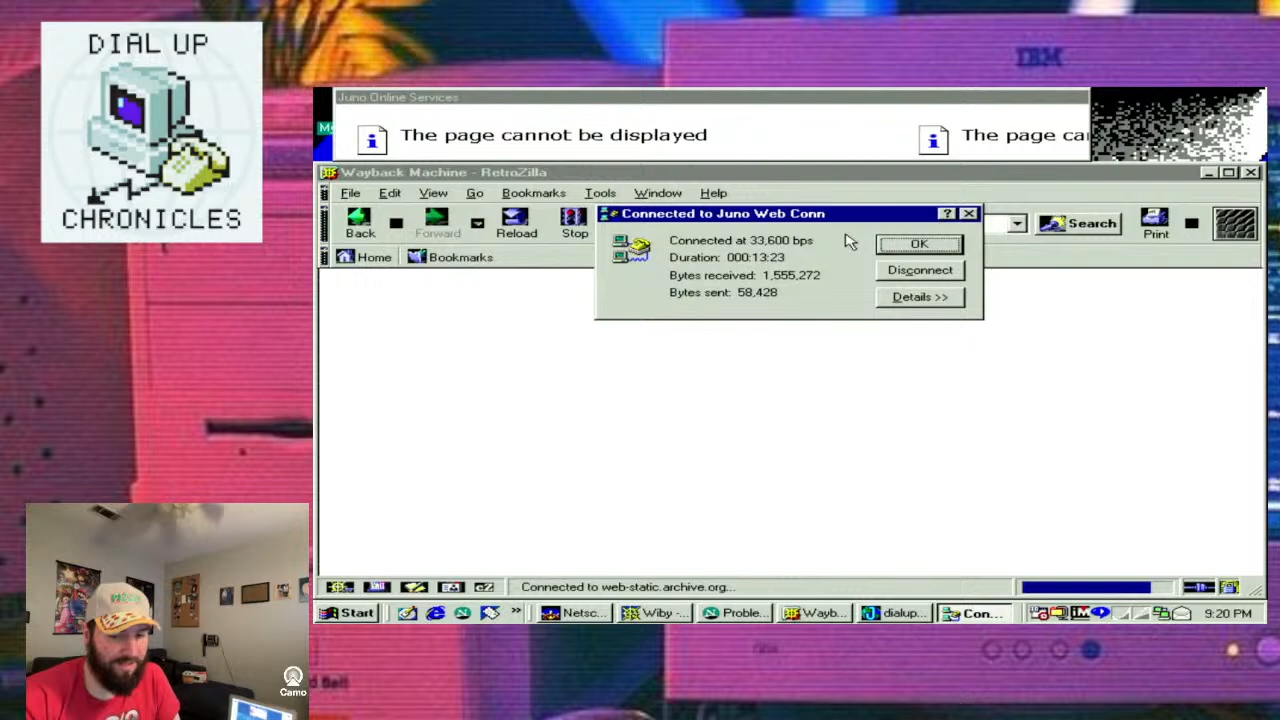 DIAL UP
CHRONICLES
IBM
Juno Online Services
The page cannot be displayed
The page ca
Wayback Machine - RetroZilla
File Edit View Go Bookmarks Tools Window Help
Back Forward Reload Stop Search Print
Home Bookmarks
Connected to Juno Web Conn
Connected at 33,600 bps
Duration: 000:13:23
Bytes received: 1,555,272
Bytes sent: 58,428
OK
Disconnect
Details >>
Connected to web-static.archive.org...
Start Netsc... Wiby -... Proble... Wayb... dialup... Con... 9:20 PM
Camo